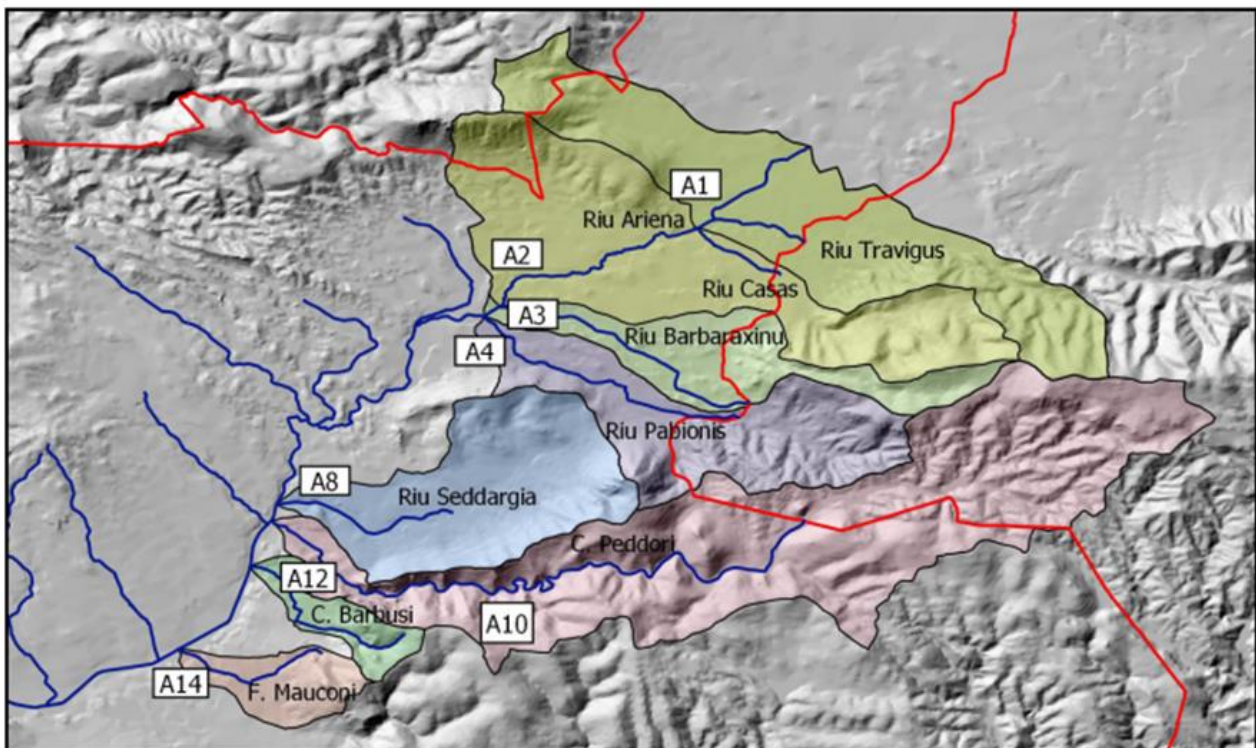 A1
Riu Ariena
A2
Riu Travigus
Riu Casas
A3
Riu Barbaraxinu
A4
Riu Pabionis
A8
Riu Seddargia
C. Peddori
A12
C. Barbusi
A10
A14
F. Mauconi